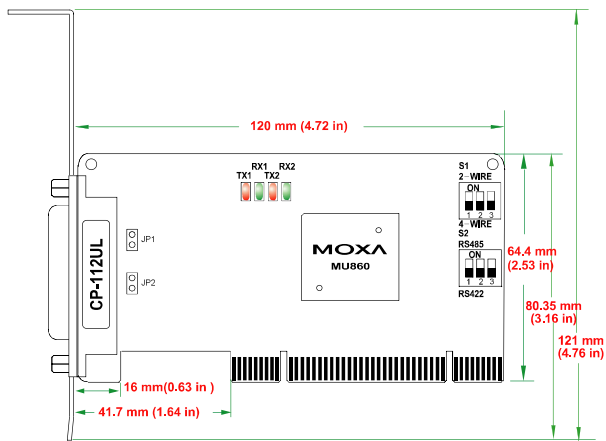 120 mm (4.72 in)
RX1 RX2
TX1 TX2
S1
2-WIRE
ON
1 2 3
4-WIRE
S2
RS485
ON
1 2 3
RS422
JP1
JP2
CP-112UL
MOXA
MU860
64.4 mm
(2.53 in)
80.35 mm
(3.16 in)
121 mm
(4.76 in)
16 mm(0.63 in )
41.7 mm (1.64 in)